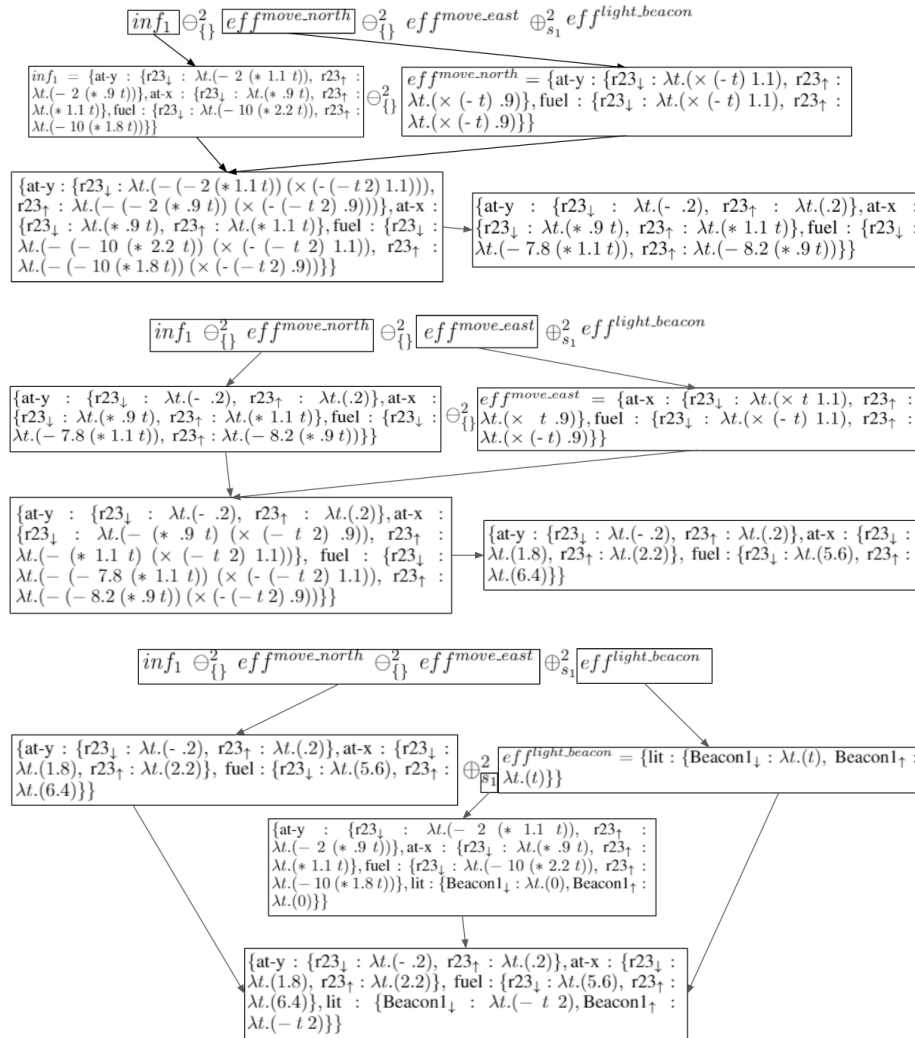 inf₁ ⊖²_{} eff^{move_north} ⊖²_{} eff^{move_east} ⊕²_{s₁} eff^{light_beacon}
inf₁ = {at-y : {r23↓ : λt.(− 2 (* 1.1 t)), r23↑ :
λt.(− 2 (* .9 t))},at-x : {r23↓ : λt.(* .9 t), r23↑ :
λt.(* 1.1 t)},fuel : {r23↓ : λt.(− 10 (* 2.2 t)), r23↑ :
λt.(− 10 (* 1.8 t))}}
⊖²_{}
eff^{move_north} = {at-y: {r23↓ : λt.(× (- t) 1.1), r23↑ :
λt.(× (- t) .9)},fuel : {r23↓ : λt.(× (- t) 1.1), r23↑ :
λt.(× (- t) .9)}}
{at-y : {r23↓ : λt.(− (− 2 (* 1.1 t)) (× (- (− t 2) 1.1))),
r23↑ : λt.(− (− 2 (* .9 t)) (× (- (− t 2) .9)))},at-x :
{r23↓ : λt.(* .9 t), r23↑ : λt.(* 1.1 t)},fuel : {r23↓ :
λt.(− (− 10 (* 2.2 t)) (× (- (− t 2) 1.1)), r23↑ :
λt.(− (− 10 (* 1.8 t)) (× (- (− t 2) .9))}}
{at-y : {r23↓ : λt.(- .2), r23↑ : λt.(.2)},at-x :
{r23↓ : λt.(* .9 t), r23↑ : λt.(* 1.1 t)},fuel : {r23↓ :
λt.(− 7.8 (* 1.1 t)), r23↑ : λt.(− 8.2 (* .9 t))}}
inf₁ ⊖²_{} eff^{move_north} ⊖²_{} eff^{move_east} ⊕²_{s₁} eff^{light_beacon}
{at-y : {r23↓ : λt.(- .2), r23↑ : λt.(.2)},at-x :
{r23↓ : λt.(* .9 t), r23↑ : λt.(* 1.1 t)},fuel : {r23↓ :
λt.(− 7.8 (* 1.1 t)), r23↑ : λt.(− 8.2 (* .9 t))}}
⊖²_{}
eff^{move_east} = {at-x : {r23↓ : λt.(× t 1.1), r23↑ :
λt.(× t .9)},fuel : {r23↓ : λt.(× (- t) 1.1), r23↑ :
λt.(× (- t) .9)}}
{at-y : {r23↓ : λt.(- .2), r23↑ : λt.(.2)},at-x :
{r23↓ : λt.(− (* .9 t) (× (− t 2) .9)), r23↑ :
λt.(− (* 1.1 t) (× (− t 2) 1.1))}, fuel : {r23↓ :
λt.(− (− 7.8 (* 1.1 t)) (× (- (− t 2) 1.1)), r23↑ :
λt.(− (− 8.2 (* .9 t)) (× (- (− t 2) .9))}}
{at-y : {r23↓ : λt.(- .2), r23↑ : λt.(.2)},at-x : {r23↓ :
λt.(1.8), r23↑ : λt.(2.2)}, fuel : {r23↓ : λt.(5.6), r23↑ :
λt.(6.4)}}
inf₁ ⊖²_{} eff^{move_north} ⊖²_{} eff^{move_east} ⊕²_{s₁} eff^{light_beacon}
{at-y : {r23↓ : λt.(- .2), r23↑ : λt.(.2)},at-x : {r23↓ :
λt.(1.8), r23↑ : λt.(2.2)}, fuel : {r23↓ : λt.(5.6), r23↑ :
λt.(6.4)}}
⊕²_{s₁}
eff^{light_beacon} = {lit : {Beacon1↓ : λt.(t), Beacon1↑ :
λt.(t)}}
{at-y : {r23↓ : λt.(− 2 (* 1.1 t)), r23↑ :
λt.(− 2 (* .9 t))},at-x : {r23↓ : λt.(* .9 t), r23↑ :
λt.(* 1.1 t)},fuel : {r23↓ : λt.(− 10 (* 2.2 t)), r23↑ :
λt.(− 10 (* 1.8 t))},lit : {Beacon1↓ : λt.(0), Beacon1↑ :
λt.(0)}}
{at-y : {r23↓ : λt.(- .2), r23↑ : λt.(.2)},at-x : {r23↓ :
λt.(1.8), r23↑ : λt.(2.2)}, fuel : {r23↓ : λt.(5.6), r23↑ :
λt.(6.4)},lit : {Beacon1↓ : λt.(− t 2), Beacon1↑ :
λt.(− t 2)}}